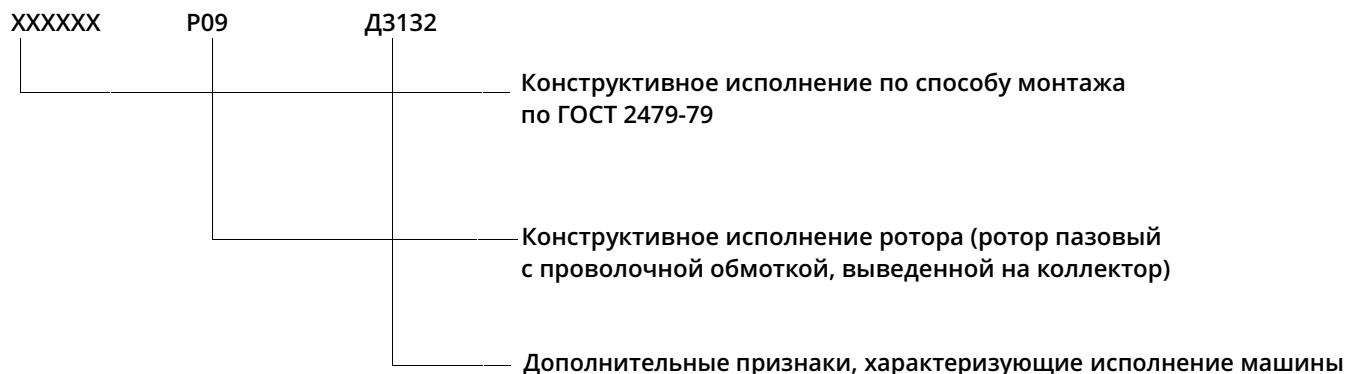 XXXXXX P09 Д3132
Конструктивное исполнение по способу монтажа
по ГОСТ 2479-79
Конструктивное исполнение ротора (ротор пазовый
с проволочной обмоткой, выведенной на коллектор)
Дополнительные признаки, характеризующие исполнение машины